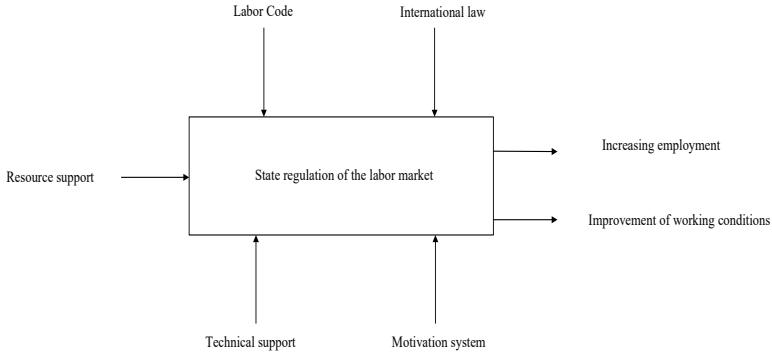 Labor Code
International law
Increasing employment
State regulation of the labor market
Resource support
Improvement of working conditions
Technical support
Motivation system